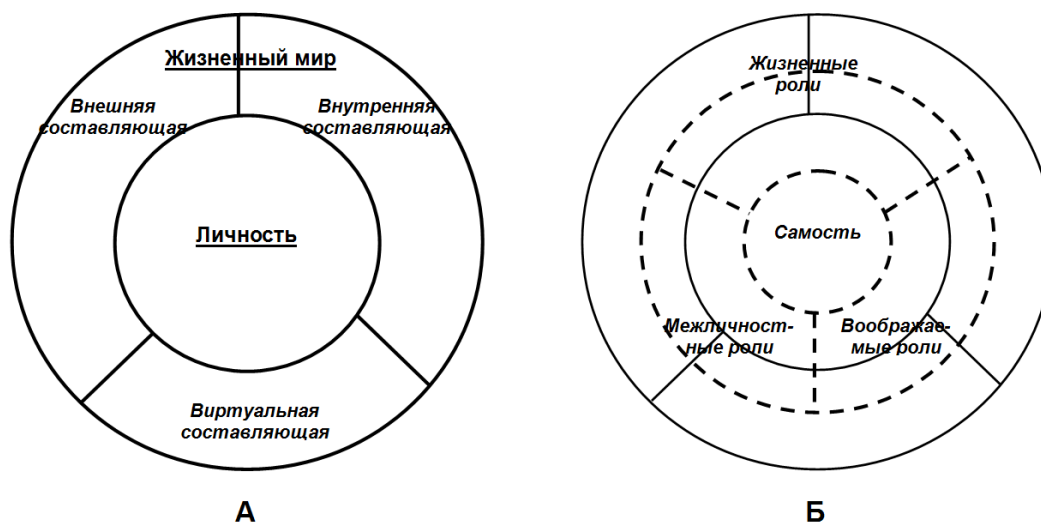 Жизненный мир
Внешняя
составляющая
Внутренняя
составляющая
Личность
Виртуальная
составляющая
А
Жизненные
роли
Самость
Межличност-
ные роли
Воображае-
мые роли
Б